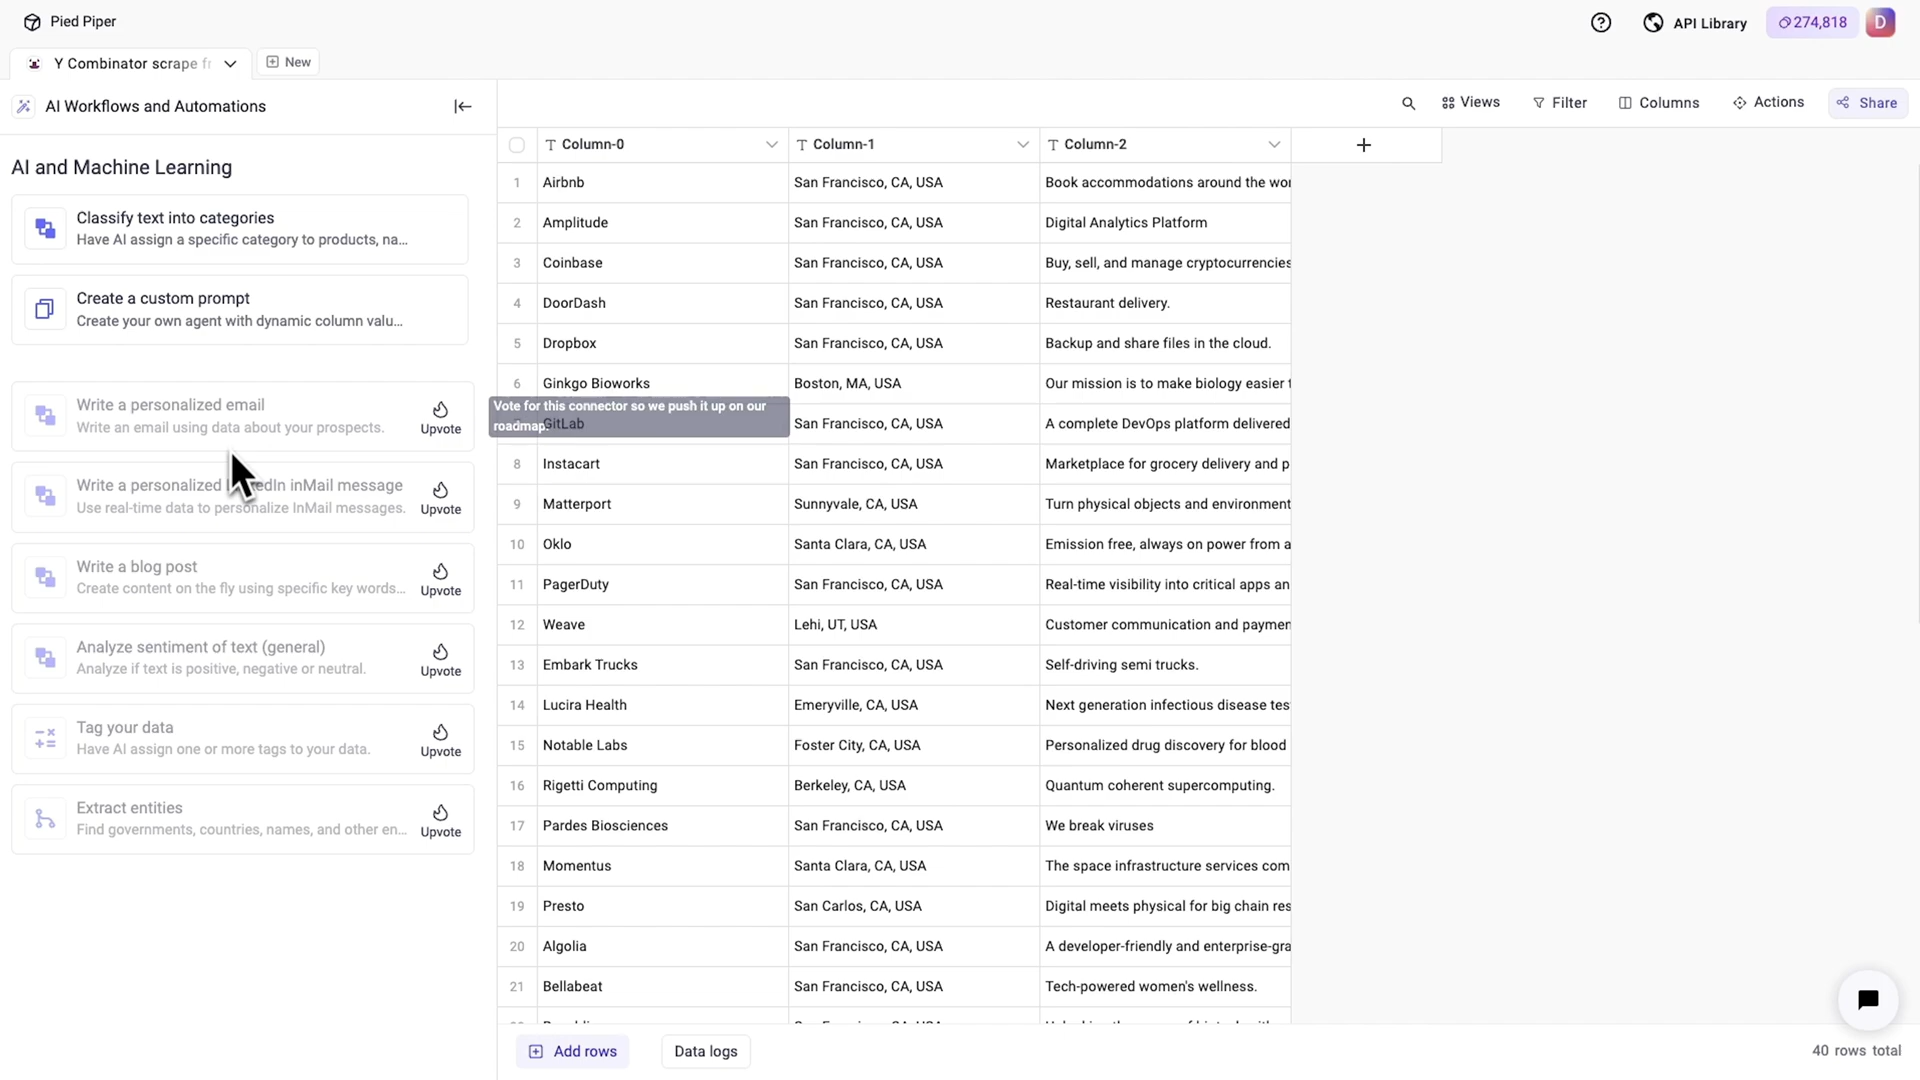 Pied Piper
API Library
274,818
D
Y Combinator scrape fr
New
AI Workflows and Automations
Views
Filter
Columns
Actions
Share
AI and Machine Learning
Classify text into categories
Have AI assign a specific category to products, na...
Create a custom prompt
Create your own agent with dynamic column valu...
Write a personalized email
Write an email using data about your prospects.
Upvote
Write a personalized edIn inMail message
Use real-time data to personalize InMail messages.
Upvote
Write a blog post
Create content on the fly using specific key words...
Upvote
Analyze sentiment of text (general)
Analyze if text is positive, negative or neutral.
Upvote
Tag your data
Have AI assign one or more tags to your data.
Upvote
Extract entities
Find governments, countries, names, and other en...
Upvote
Vote for this connector so we push it up on our
roadmap.
Column-0 Column-1 Column-2
1 Airbnb San Francisco, CA, USA Book accommodations around the wor
2 Amplitude San Francisco, CA, USA Digital Analytics Platform
3 Coinbase San Francisco, CA, USA Buy, sell, and manage cryptocurrencies
4 DoorDash San Francisco, CA, USA Restaurant delivery.
5 Dropbox San Francisco, CA, USA Backup and share files in the cloud.
6 Ginkgo Bioworks Boston, MA, USA Our mission is to make biology easier t
GitLab San Francisco, CA, USA A complete DevOps platform delivered
8 Instacart San Francisco, CA, USA Marketplace for grocery delivery and p
9 Matterport Sunnyvale, CA, USA Turn physical objects and environment
10 Oklo Santa Clara, CA, USA Emission free, always on power from a
11 PagerDuty San Francisco, CA, USA Real-time visibility into critical apps an
12 Weave Lehi, UT, USA Customer communication and paymen
13 Embark Trucks San Francisco, CA, USA Self-driving semi trucks.
14 Lucira Health Emeryville, CA, USA Next generation infectious disease tes
15 Notable Labs Foster City, CA, USA Personalized drug discovery for blood
16 Rigetti Computing Berkeley, CA, USA Quantum coherent supercomputing.
17 Pardes Biosciences San Francisco, CA, USA We break viruses
18 Momentus Santa Clara, CA, USA The space infrastructure services com
19 Presto San Carlos, CA, USA Digital meets physical for big chain res
20 Algolia San Francisco, CA, USA A developer-friendly and enterprise-gra
21 Bellabeat San Francisco, CA, USA Tech-powered women's wellness.
Add rows
Data logs
40 rows total